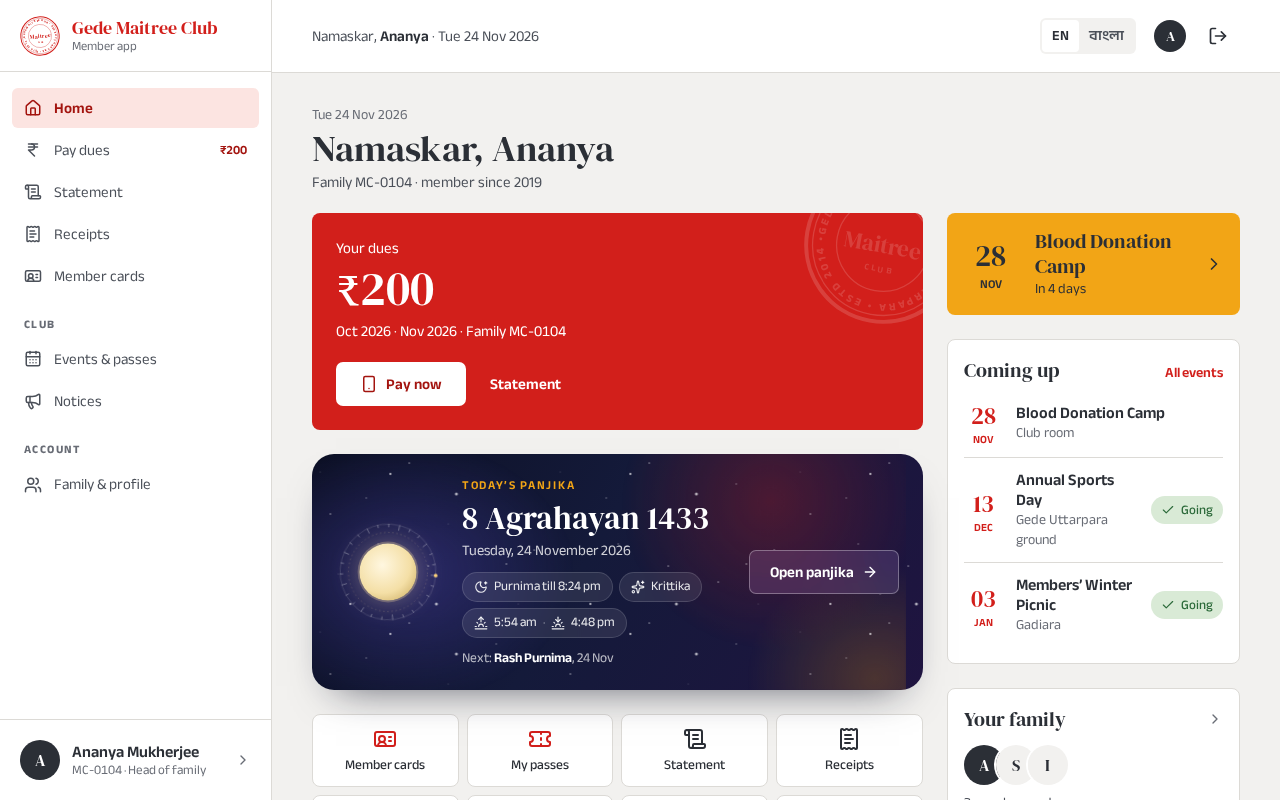 Gede Maitree Club
Member app
Home
Pay dues ₹200
Statement
Receipts
Member cards
CLUB
Events & passes
Notices
ACCOUNT
Family & profile
Ananya Mukherjee
MC-0104 · Head of family
A
Namaskar, Ananya · Tue 24 Nov 2026
EN বাংলা A
Tue 24 Nov 2026
Namaskar, Ananya
Family MC-0104 · member since 2019
Your dues
₹200
Oct 2026 · Nov 2026 · Family MC-0104
Pay now Statement
Maitree
CLUB
ESTD 2014
TODAY'S PANJIKA
8 Agrahayan 1433
Tuesday, 24 November 2026
Purnima till 8:24 pm Krittika
5:54 am · 4:48 pm
Next: Rash Purnima, 24 Nov
Open panjika
Member cards
My passes
Statement
Receipts
28
NOV
Blood Donation
Camp
In 4 days
Coming up All events
28
NOV
Blood Donation Camp
Club room
13
DEC
Annual Sports
Day
Gede Uttarpara
ground
Going
03
JAN
Members' Winter
Picnic
Gadiara
Going
Your family
A S I